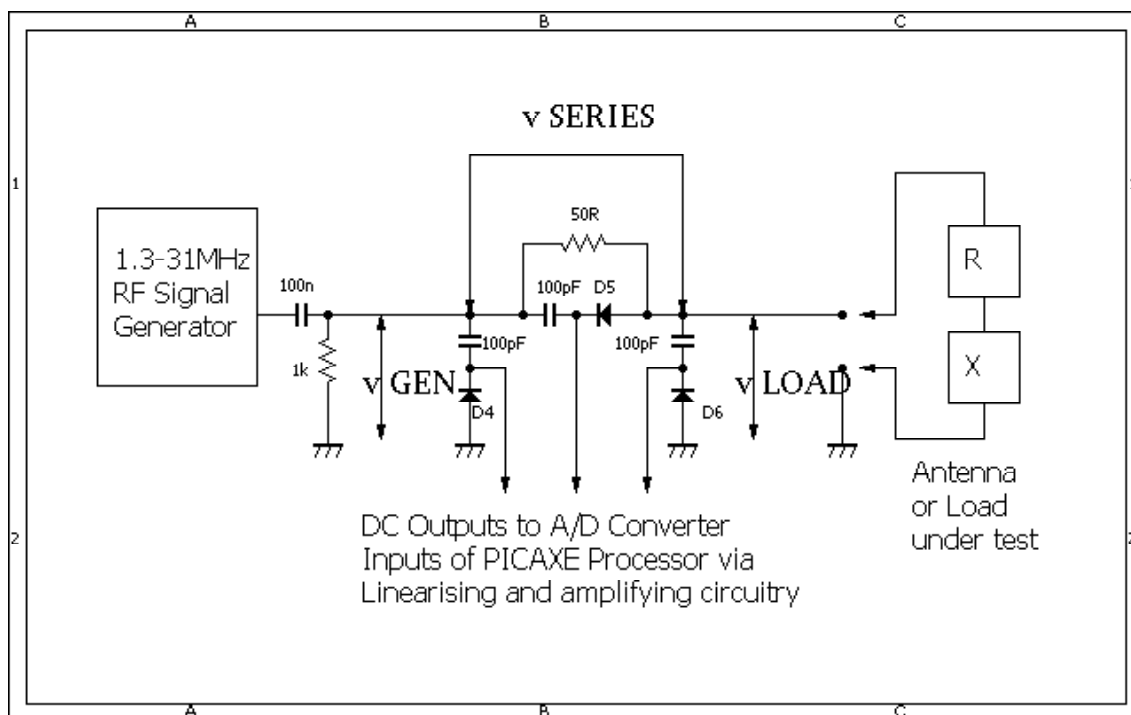 A B C
v SERIES
1 1
50R
1.3-31MHz
RF Signal
Generator
100n
100pF D5
R
100pF
100pF
1k
v GEN
v LOAD
X
D4
D6
Antenna
or Load
under test
DC Outputs to A/D Converter
Inputs of PICAXE Processor via
Linearising and amplifying circuitry
2 2
A B C